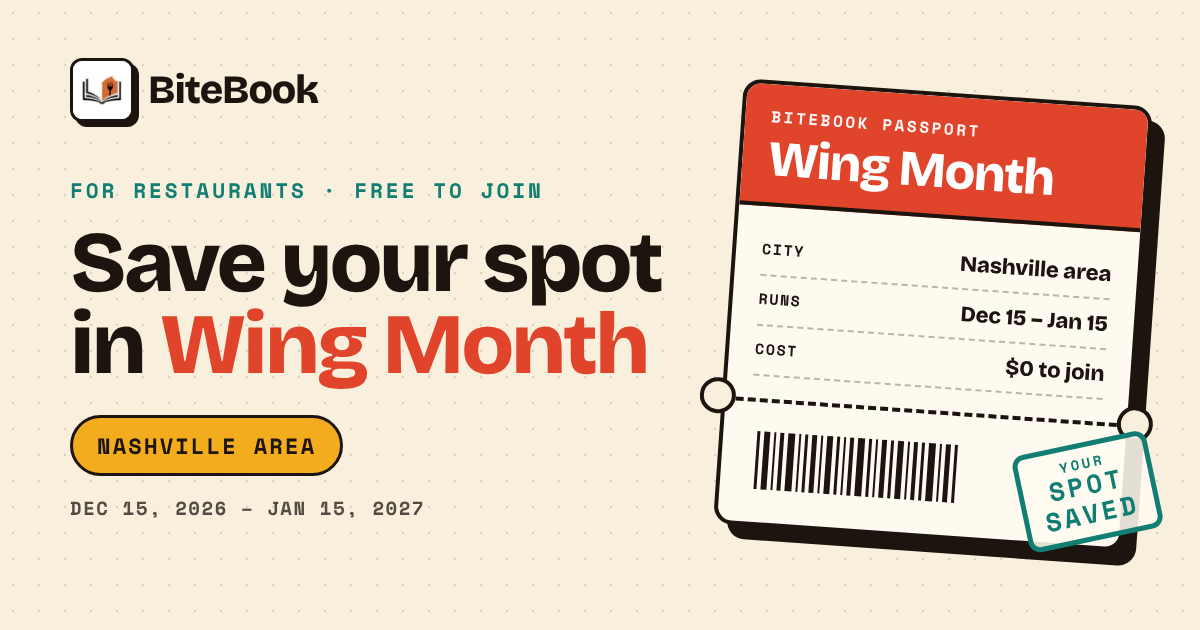 BiteBook
FOR RESTAURANTS · FREE TO JOIN
Save your spot
in Wing Month
NASHVILLE AREA
DEC 15, 2026 – JAN 15, 2027
BITEBOOK PASSPORT
Wing Month
CITY Nashville area
RUNS Dec 15 – Jan 15
COST $0 to join
YOUR
SPOT
SAVED